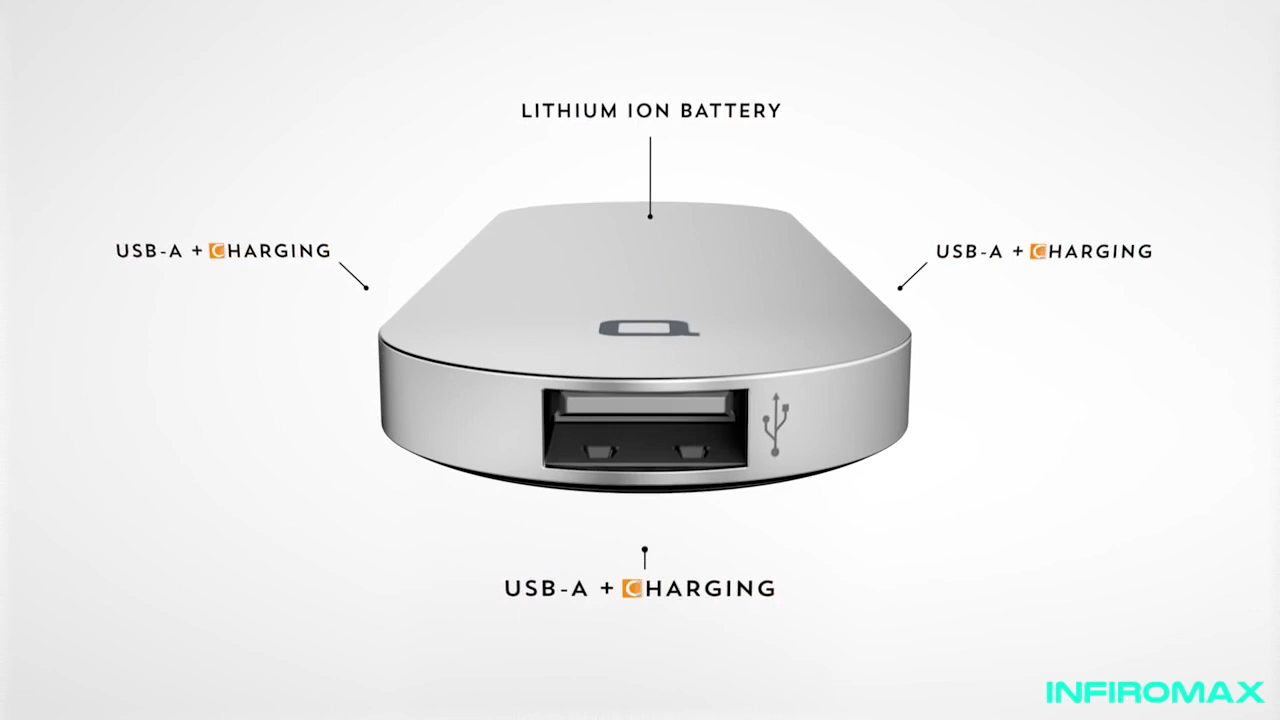 LITHIUM ION BATTERY
USB-A + CHARGING
USB-A + CHARGING
USB-A + CHARGING
INFIROMAX